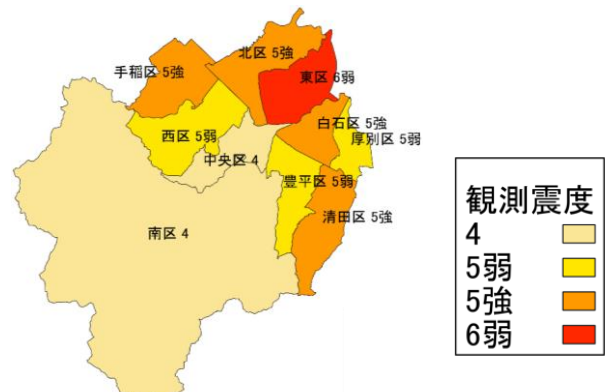 北区 5強
手稲区 5強
東区 6弱
白石区 5強
西区 5弱
厚別区 5弱
中央区 4
豊平区 5弱
清田区 5強
南区 4
観測震度
4
5弱
5強
6弱